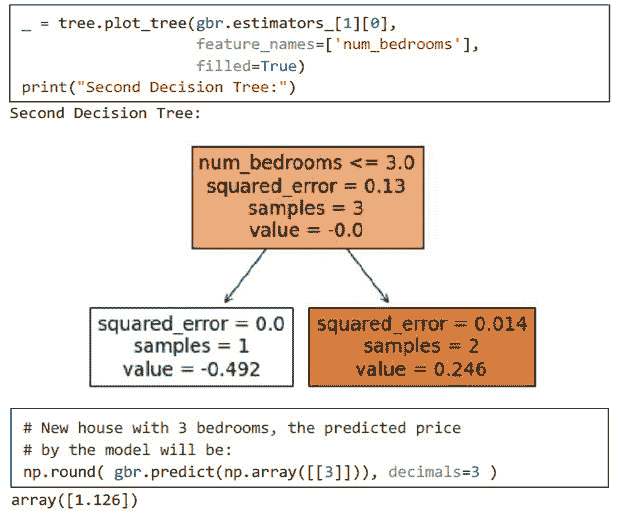 _ = tree.plot_tree(gbr.estimators_[1][0],
feature_names=['num_bedrooms'],
filled=True)
print("Second Decision Tree:")
Second Decision Tree:
num_bedrooms <= 3.0
squared_error = 0.13
samples = 3
value = -0.0
squared_error = 0.0
samples = 1
value = -0.492
squared_error = 0.014
samples = 2
value = 0.246
# New house with 3 bedrooms, the predicted price
# by the model will be:
np.round( gbr.predict(np.array([[3]])), decimals=3 )
array([1.126])